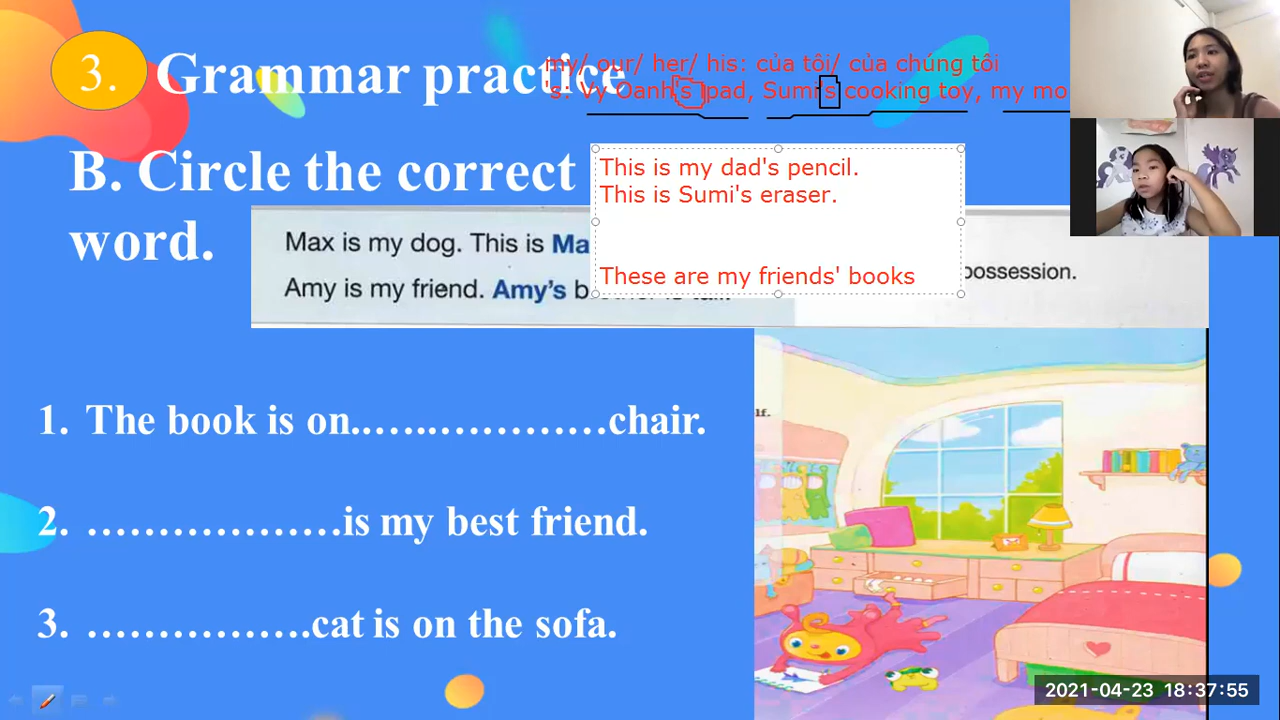 3. Grammar practice
my/ our/ her/ his: của tôi/ của chúng tôi
's: Vy Oanh's ipad, Sumi's cooking toy, my mo
B. Circle the correct
word.
This is my dad's pencil.
This is Sumi's eraser.
These are my friends' books
Max is my dog. This is Ma
possession.
Amy is my friend. Amy's
lf.
1. The book is on..…..…………chair.
2. …………………is my best friend.
3. …………….cat is on the sofa.
2021-04-23 18:37:55